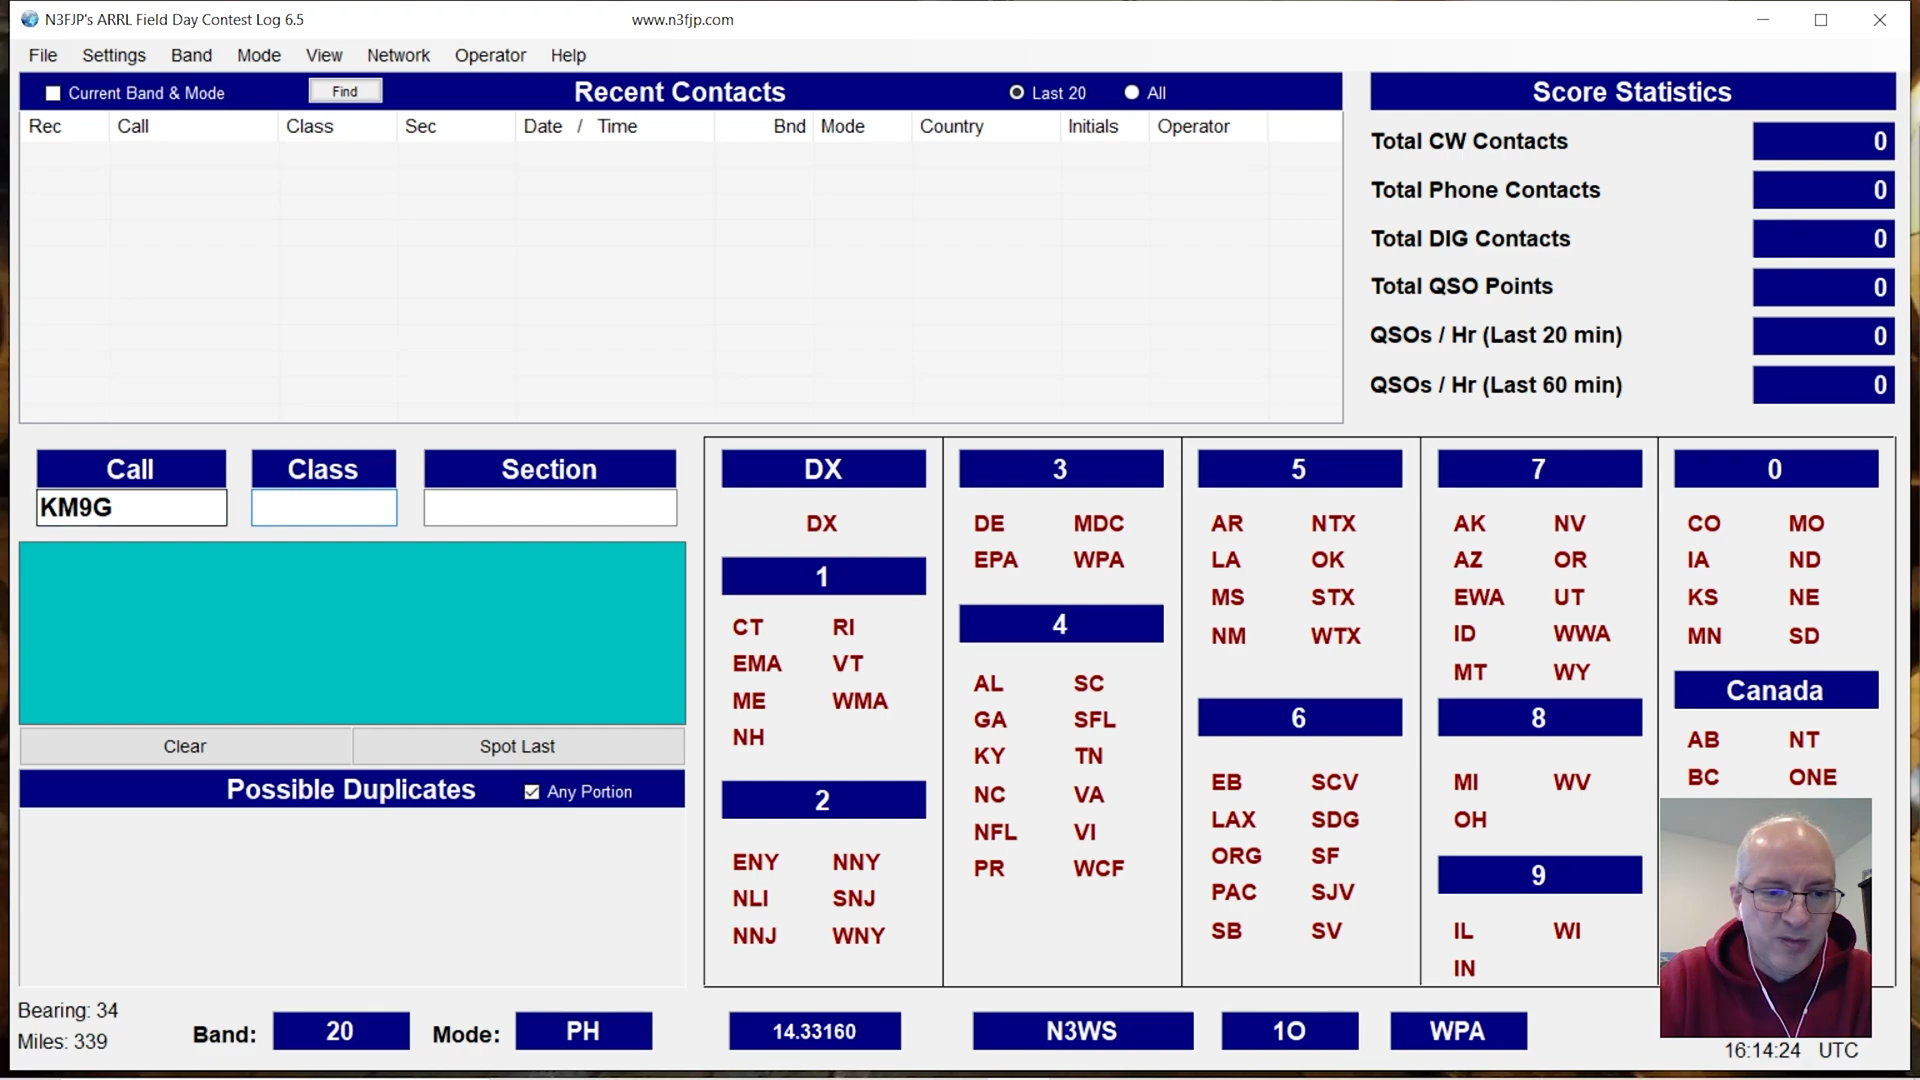 N3FJP's ARRL Field Day Contest Log 6.5 www.n3fjp.com
File Settings Band Mode View Network Operator Help
Current Band & Mode Find Recent Contacts Last 20 All
Rec Call Class Sec Date / Time Bnd Mode Country Initials Operator
Score Statistics
Total CW Contacts 0
Total Phone Contacts 0
Total DIG Contacts 0
Total QSO Points 0
QSOs / Hr (Last 20 min) 0
QSOs / Hr (Last 60 min) 0
Call Class Section
KM9G
Clear Spot Last
Possible Duplicates Any Portion
DX
DX
1
CT RI
EMA VT
ME WMA
NH
2
ENY NNY
NLI SNJ
NNJ WNY
3
DE MDC
EPA WPA
4
AL SC
GA SFL
KY TN
NC VA
NFL VI
PR WCF
5
AR NTX
LA OK
MS STX
NM WTX
6
EB SCV
LAX SDG
ORG SF
PAC SJV
SB SV
7
AK NV
AZ OR
EWA UT
ID WWA
MT WY
8
MI WV
OH
9
IL WI
IN
0
CO MO
IA ND
KS NE
MN SD
Canada
AB NT
BC ONE
Bearing: 34
Miles: 339
Band: 20 Mode: PH 14.33160 N3WS 1O WPA
16:14:24 UTC